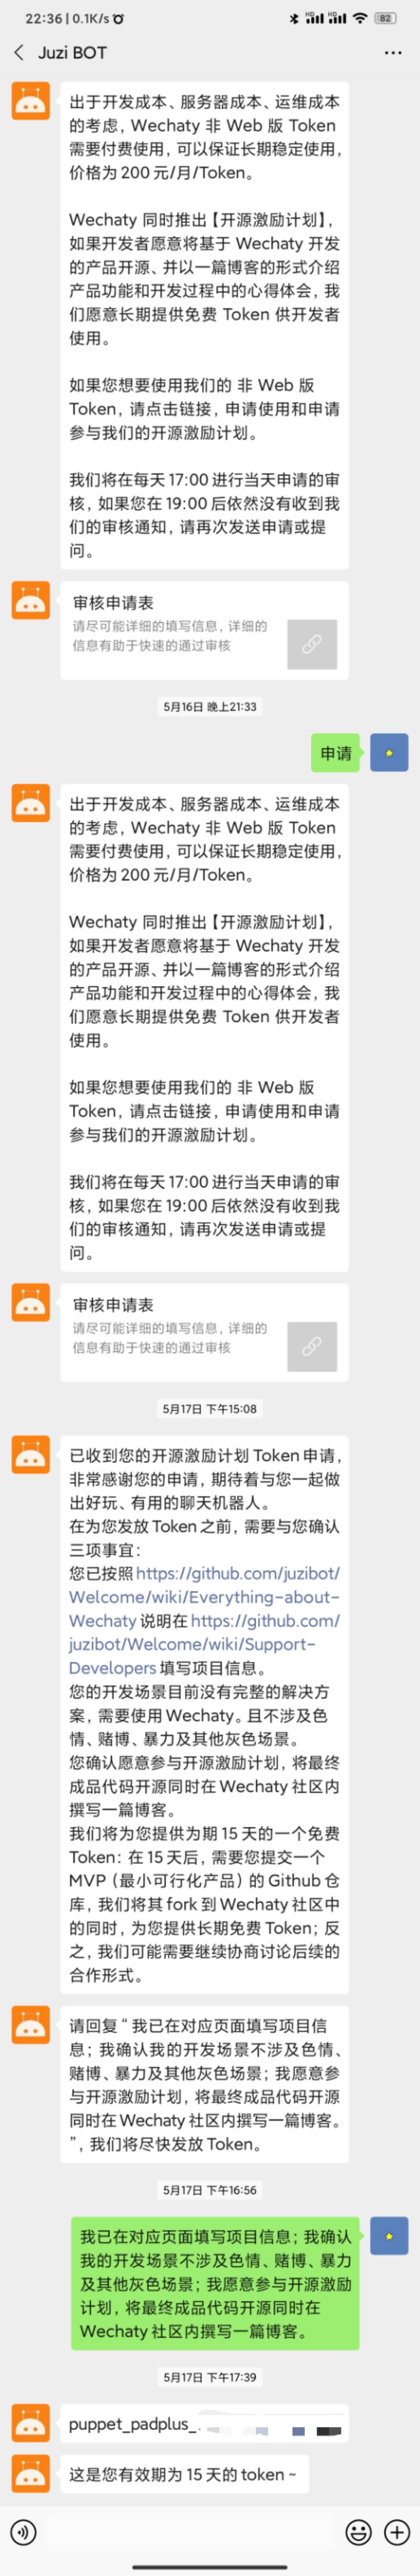 22:36 | 0.1K/s
HD HD 82
Juzi BOT
出于开发成本、服务器成本、运维成本
的考虑，Wechaty 非 Web 版 Token
需要付费使用，可以保证长期稳定使用，
价格为 200 元/月/Token。
Wechaty 同时推出【开源激励计划】，
如果开发者愿意将基于 Wechaty 开发
的产品开源、并以一篇博客的形式介绍
产品功能和开发过程中的心得体会，我
们愿意长期提供免费 Token 供开发者
使用。
如果您想要使用我们的 非 Web 版
Token，请点击链接，申请使用和申请
参与我们的开源激励计划。
我们将在每天 17:00 进行当天申请的审
核，如果您在 19:00 后依然没有收到我
们的审核通知，请再次发送申请或提
问。
审核申请表
请尽可能详细的填写信息，详细的
信息有助于快速的通过审核
5月16日 晚上21:33
申请
出于开发成本、服务器成本、运维成本
的考虑，Wechaty 非 Web 版 Token
需要付费使用，可以保证长期稳定使用，
价格为 200 元/月/Token。
Wechaty 同时推出【开源激励计划】，
如果开发者愿意将基于 Wechaty 开发
的产品开源、并以一篇博客的形式介绍
产品功能和开发过程中的心得体会，我
们愿意长期提供免费 Token 供开发者
使用。
如果您想要使用我们的 非 Web 版
Token，请点击链接，申请使用和申请
参与我们的开源激励计划。
我们将在每天 17:00 进行当天申请的审
核，如果您在 19:00 后依然没有收到我
们的审核通知，请再次发送申请或提
问。
审核申请表
请尽可能详细的填写信息，详细的
信息有助于快速的通过审核
5月17日 下午15:08
已收到您的开源激励计划 Token 申请，
非常感谢您的申请，期待着与您一起做
出好玩、有用的聊天机器人。
在为您发放 Token 之前，需要与您确认
三项事宜：
您已按照 https://github.com/juzibot/
Welcome/wiki/Everything-about-
Wechaty 说明在 https://github.com/
juzibot/Welcome/wiki/Support-
Developers 填写项目信息。
您的开发场景目前没有完整的解决方
案，需要使用 Wechaty。且不涉及色
情、赌博、暴力及其他灰色场景。
您确认愿意参与开源激励计划，将最终
成品代码开源同时在 Wechaty 社区内
撰写一篇博客。
我们将为您提供为期 15 天的一个免费
Token：在 15 天后，需要您提交一个
MVP（最小可行化产品）的 Github 仓
库，我们将其 fork 到 Wechaty 社区中
的同时，为您提供长期免费 Token；反
之，我们可能需要继续协商讨论后续的
合作形式。
请回复“ 我已在对应页面填写项目信
息；我确认我的开发场景不涉及色情、
赌博、暴力及其他灰色场景；我愿意参
与开源激励计划，将最终成品代码开源
同时在 Wechaty 社区内撰写一篇博客。
”，我们将尽快发放 Token。
5月17日 下午16:56
我已在对应页面填写项目信息；我确认
我的开发场景不涉及色情、赌博、暴力
及其他灰色场景；我愿意参与开源激励
计划，将最终成品代码开源同时在
Wechaty 社区内撰写一篇博客。
5月17日 下午17:39
puppet_padplus_
这是您有效期为 15 天的 token ~